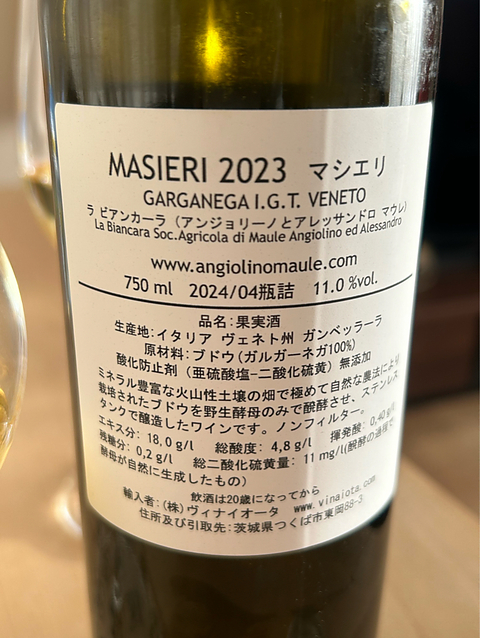 MASIERI 2023 マシエリ
GARGANEGA I.G.T. VENETO
ラ ビアンカーラ（アンジョリーノとアレッサンドロ マウレ）
La Biancara Soc.Agricola di Maule Angiolino ed Alessandro
www.angiolinomaule.com
750 ml 2024/04瓶詰 11.0 %vol.
品名：果実酒
生産地：イタリア ヴェネト州 ガンベッラーラ
原材料：ブドウ（ガルガーネガ100%）
酸化防止剤（亜硫酸塩−二酸化硫黄）無添加
ミネラル豊富な火山性土壌の畑で極めて自然な農法により
栽培されたブドウを野生酵母のみで醗酵させ、ステンレス
タンクで醸造したワインです。ノンフィルター。
エキス分：18.0 g/l 総酸度：4,8 g/l 揮発酸：0,40 g/l
残糖分：0,2 g/l 総二酸化硫黄量：11 mg/l(醗酵の過程で
酵母が自然に生成したもの)
飲酒は20歳になってから
輸入者：(株)ヴィナイオータ www.vinaiota.com
住所及び引取先：茨城県つくば市東岡88-3